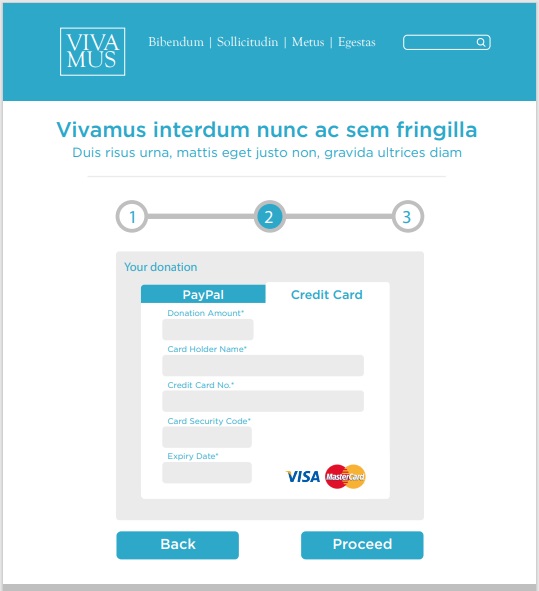 VIVA
MUS
Bibendum | Sollicitudin | Metus | Egestas
Vivamus interdum nunc ac sem fringilla
Duis risus urna, mattis eget justo non, gravida ultrices diam
1 2 3
Your donation
PayPal Credit Card
Donation Amount*
Card Holder Name*
Credit Card No.*
Card Security Code*
Expiry Date*
VISA MasterCard
Back Proceed